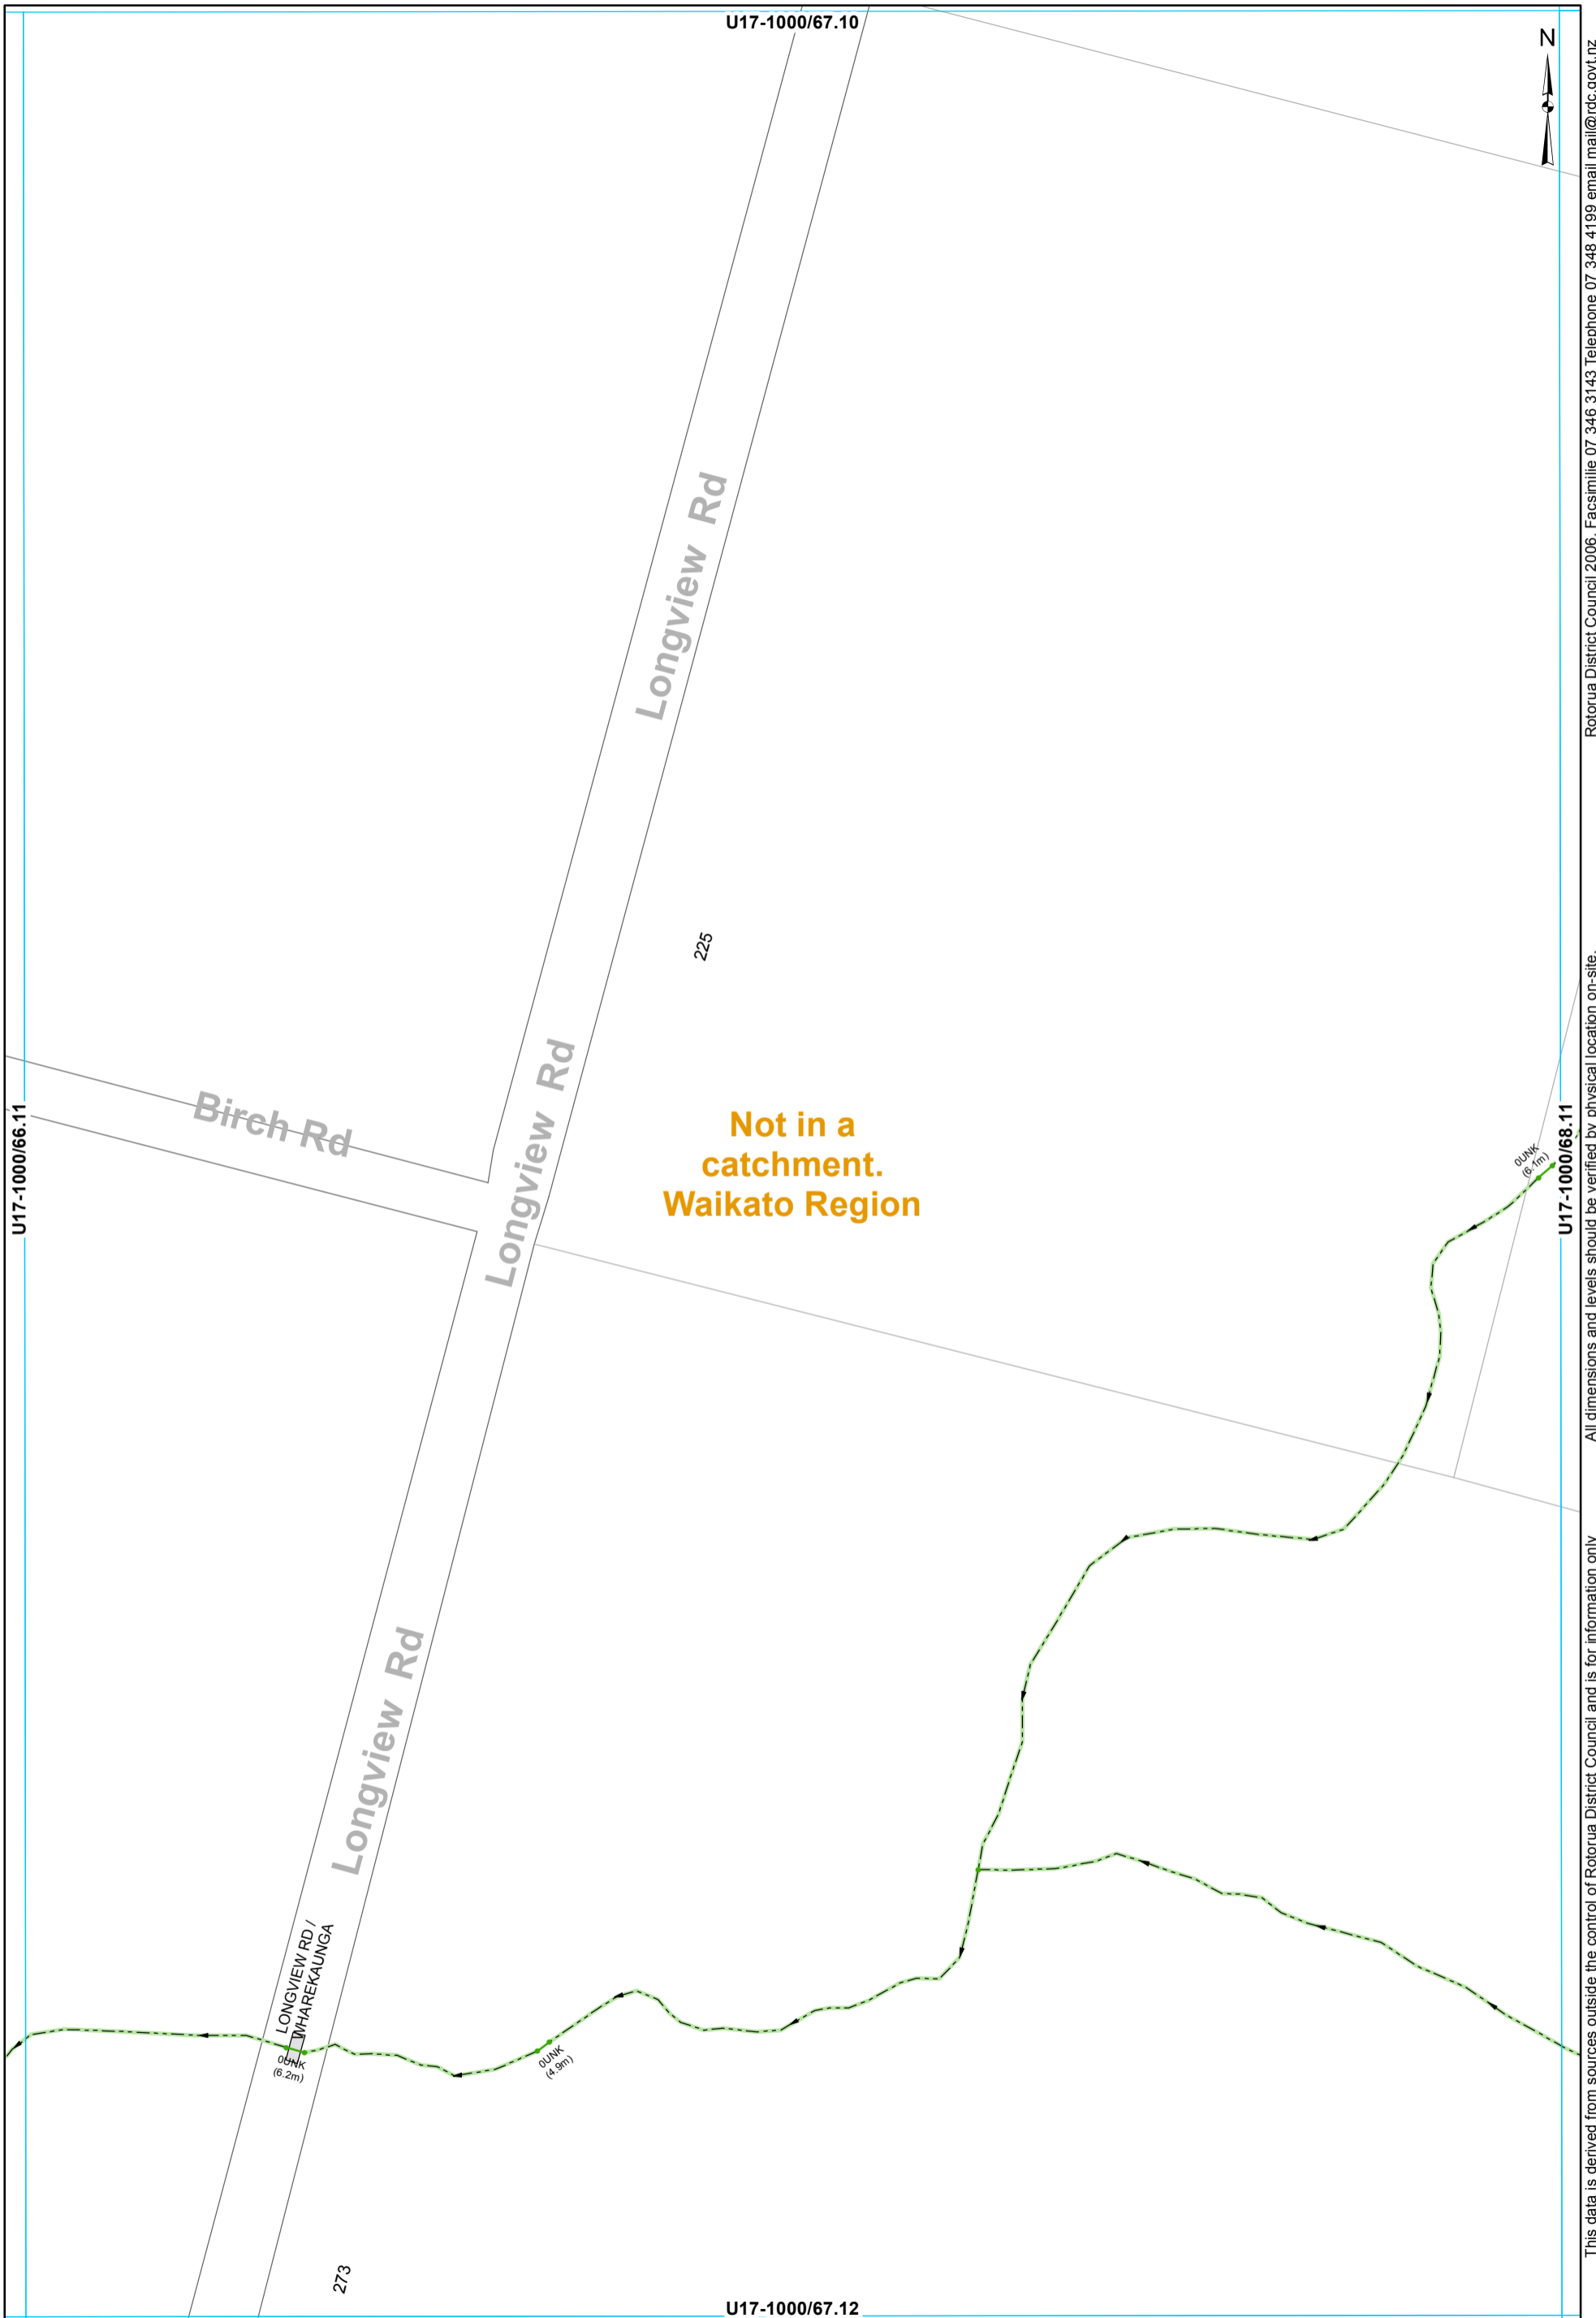 U17-1000/67.10
N
Longview Rd
225
Longview Rd
Birch Rd
Not in a
catchment.
Waikato Region
U17-1000/66.11
U17-1000/68.11
0UNK
(6.1m)
Longview Rd
LONGVIEW RD /
WHAREKAUNGA
0UNK
(6.2m)
0UNK
(4.9m)
273
U17-1000/67.12
This data is derived from sources outside the control of Rotorua District Council and is for information only
All dimensions and levels should be verified by physical location on-site.
Rotorua District Council 2006. Facsimilie 07 346 3143 Telephone 07 348 4199 email mail@rdc.govt.nz